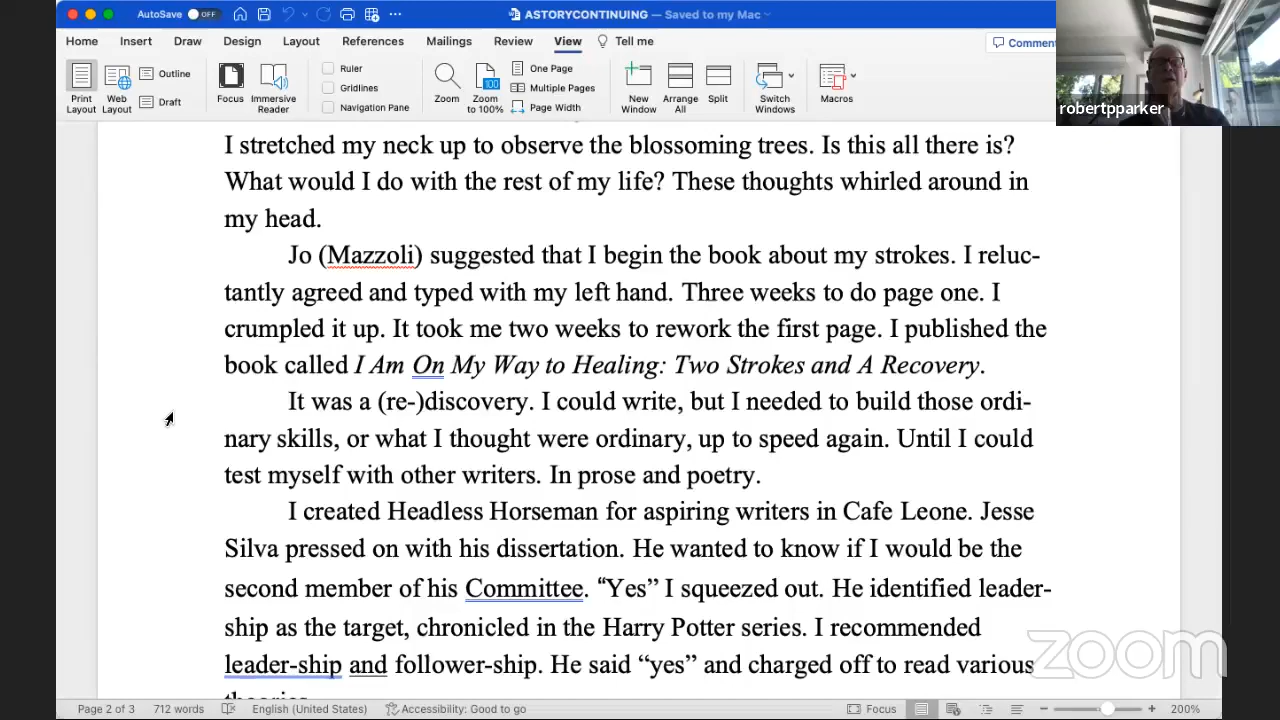 AutoSave OFF ASTORYCONTINUING — Saved to my Mac
Home Insert Draw Design Layout References Mailings Review View Tell me Comment
Print Layout Web Layout Outline Draft Focus Immersive Reader Ruler Gridlines Navigation Pane Zoom Zoom to 100% 100 One Page Multiple Pages Page Width New Window Arrange All Split Switch Windows Macros
robertpparker
I stretched my neck up to observe the blossoming trees. Is this all there is?
What would I do with the rest of my life? These thoughts whirled around in
my head.
Jo (Mazzoli) suggested that I begin the book about my strokes. I reluc-
tantly agreed and typed with my left hand. Three weeks to do page one. I
crumpled it up. It took me two weeks to rework the first page. I published the
book called I Am On My Way to Healing: Two Strokes and A Recovery.
It was a (re-)discovery. I could write, but I needed to build those ordi-
nary skills, or what I thought were ordinary, up to speed again. Until I could
test myself with other writers. In prose and poetry.
I created Headless Horseman for aspiring writers in Cafe Leone. Jesse
Silva pressed on with his dissertation. He wanted to know if I would be the
second member of his Committee. “Yes” I squeezed out. He identified leader-
ship as the target, chronicled in the Harry Potter series. I recommended
leader-ship and follower-ship. He said “yes” and charged off to read various
theories.
zoom
Page 2 of 3 712 words English (United States) Accessibility: Good to go Focus 200%